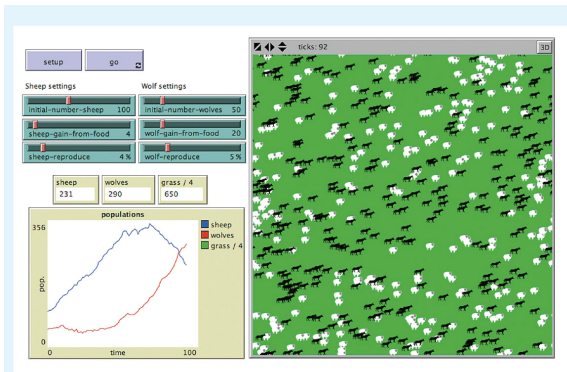 ticks: 92
3D
setup
go
Sheep settings
Wolf settings
initial-number-sheep 100
initial-number-wolves 50
sheep-gain-from-food 4
wolf-gain-from-food 20
sheep-reproduce 4 %
wolf-reproduce 5 %
sheep
231
wolves
290
grass / 4
650
populations
356
pop.
0
0
time
100
sheep
wolves
grass / 4